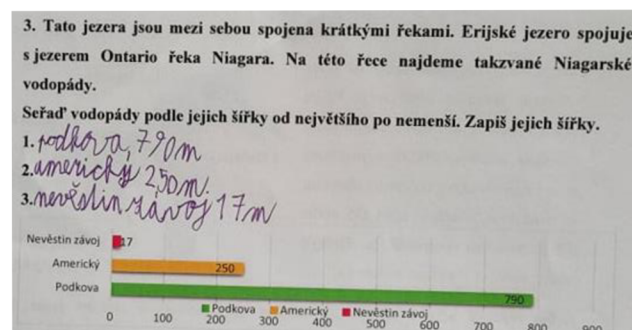 3. Tato jezera jsou mezi sebou spojena krátkými řekami. Erijské jezero spojuje
s jezerem Ontario řeka Niagara. Na této řece najdeme takzvané Niagarské
vodopády.
Seřaď vodopády podle jejich šířky od největšího po nemenší. Zapiš jejich šířky.
1. podkova, 790m
2. americký 250m.
3. nevěstin závoj 17m
Nevěstin závoj 17
Americký 250
Podkova 790
Podkova Americký Nevěstin závoj
0 100 200 300 400 500 600 700 800 900